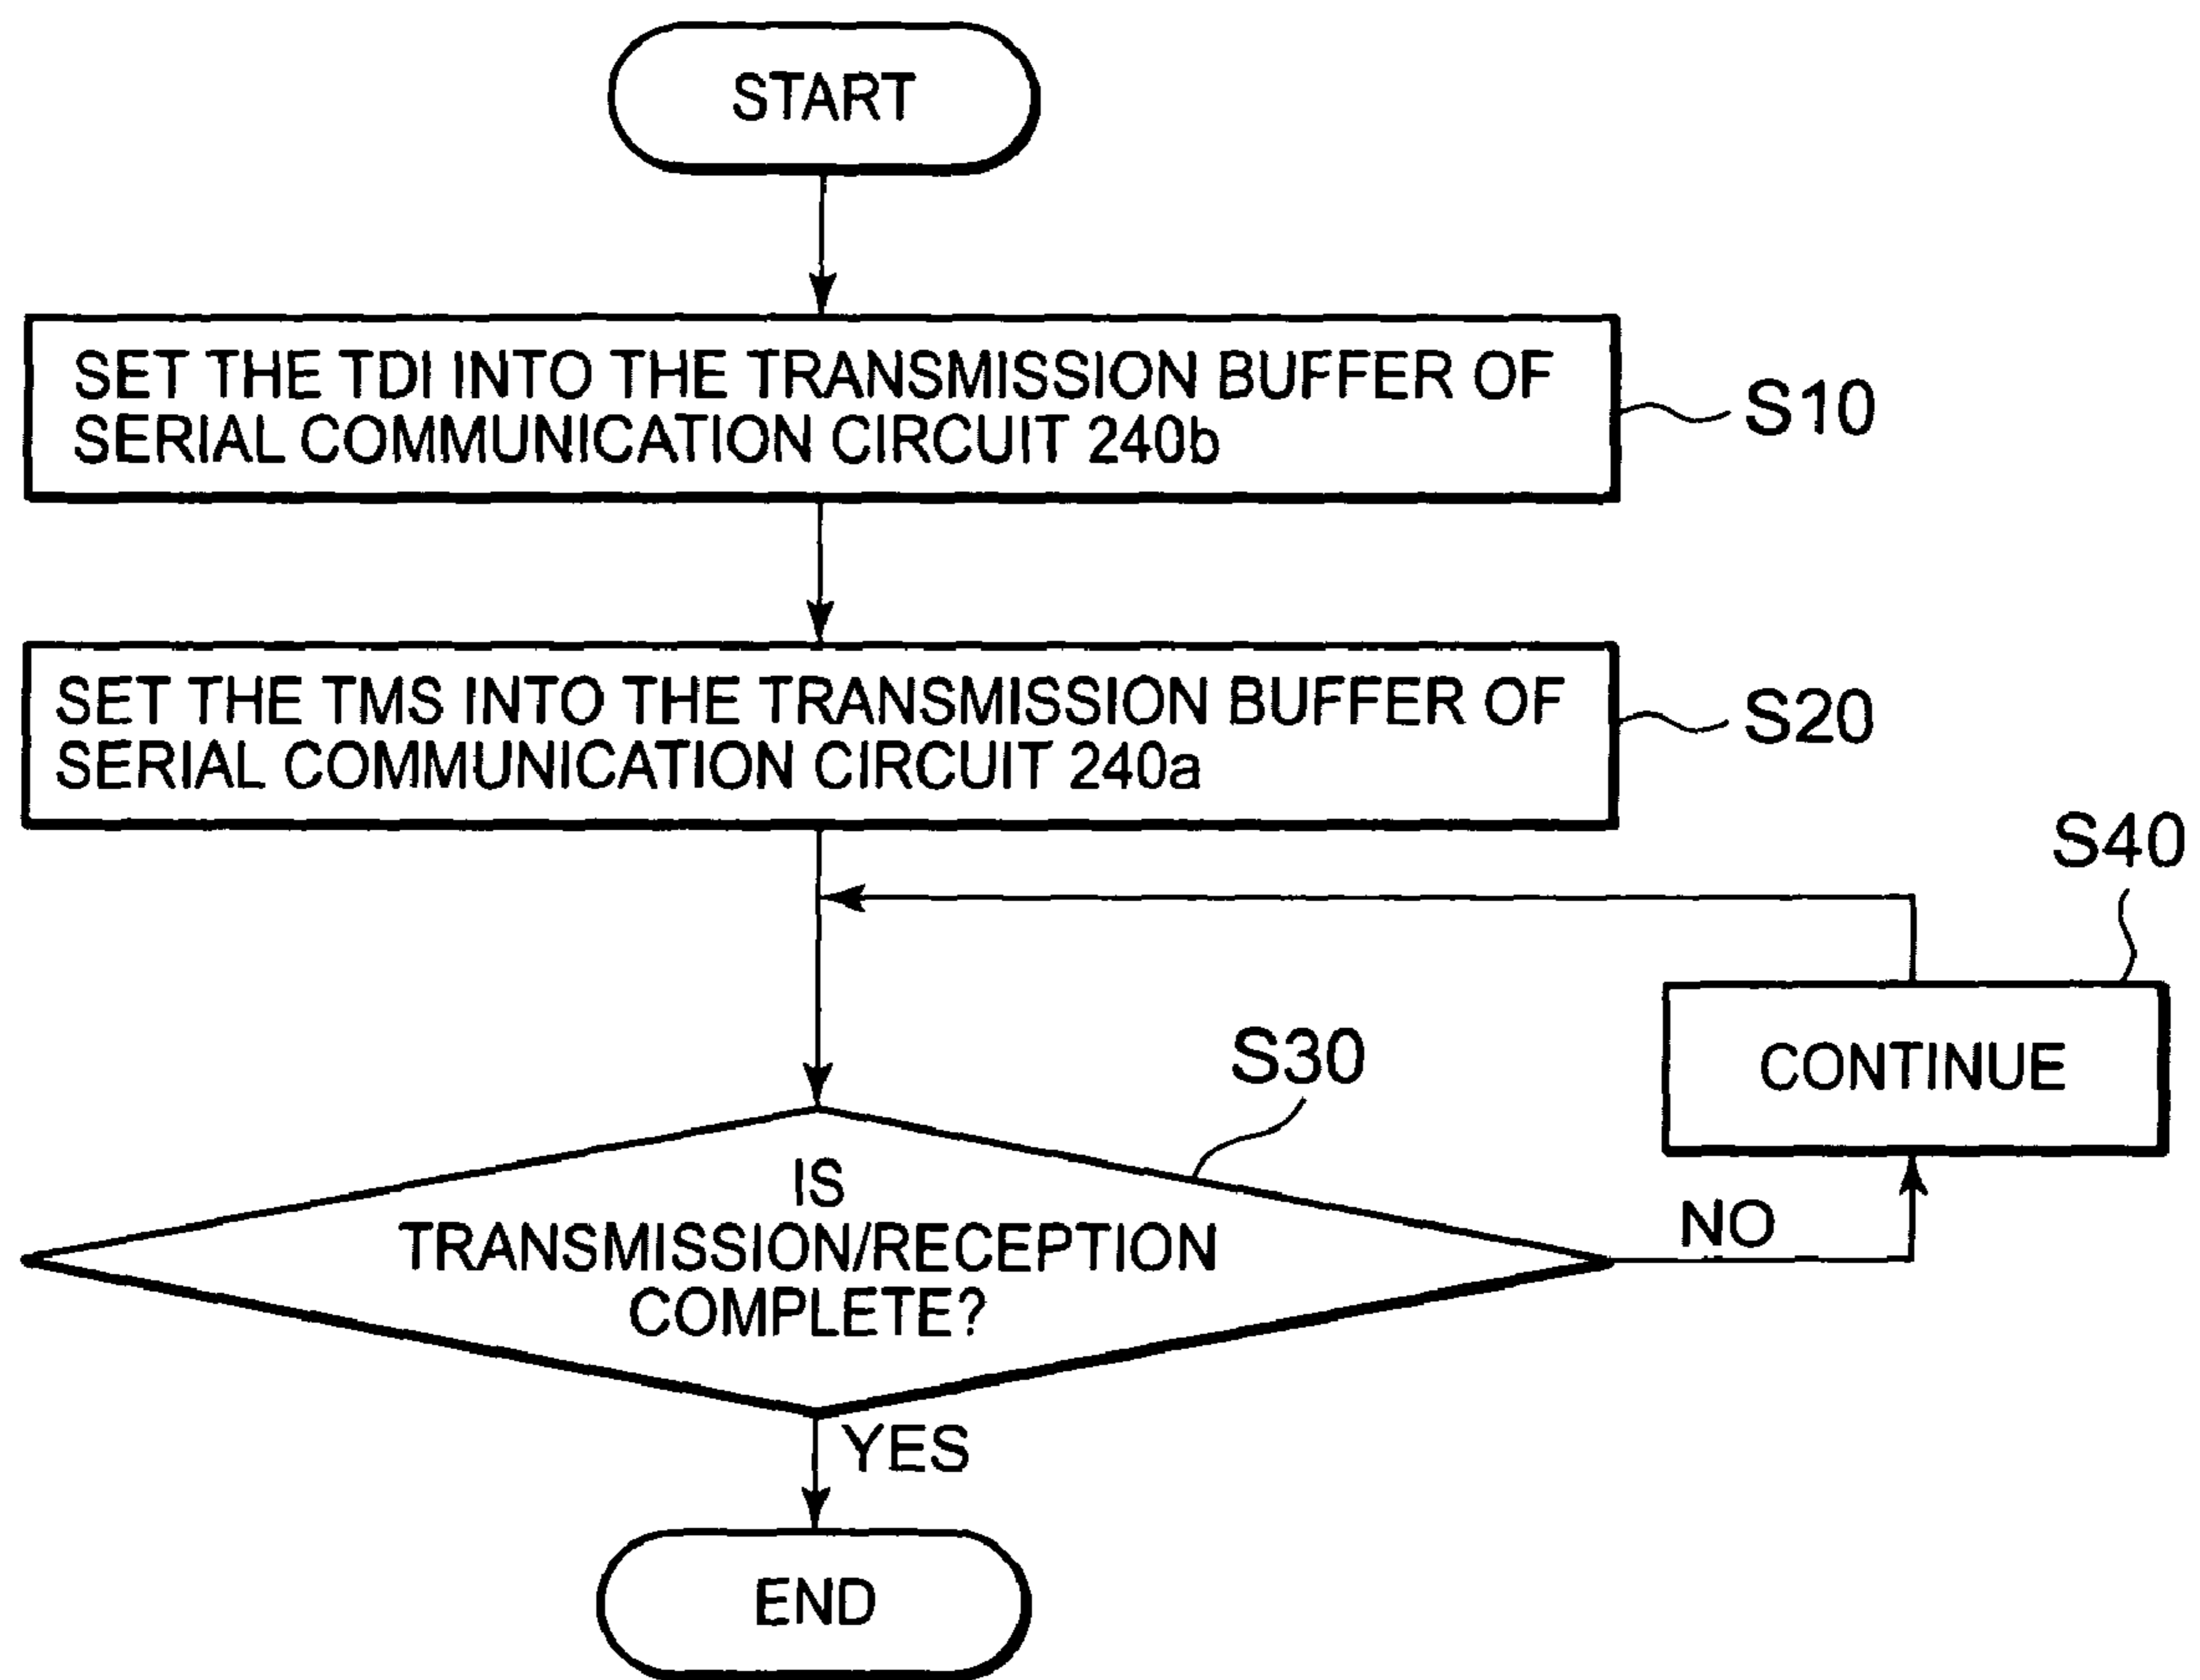 START
SET THE TDI INTO THE TRANSMISSION BUFFER OF
SERIAL COMMUNICATION CIRCUIT 240b
S10
SET THE TMS INTO THE TRANSMISSION BUFFER OF
SERIAL COMMUNICATION CIRCUIT 240a
S20
S40
CONTINUE
S30
IS
TRANSMISSION/RECEPTION
COMPLETE?
NO
YES
END